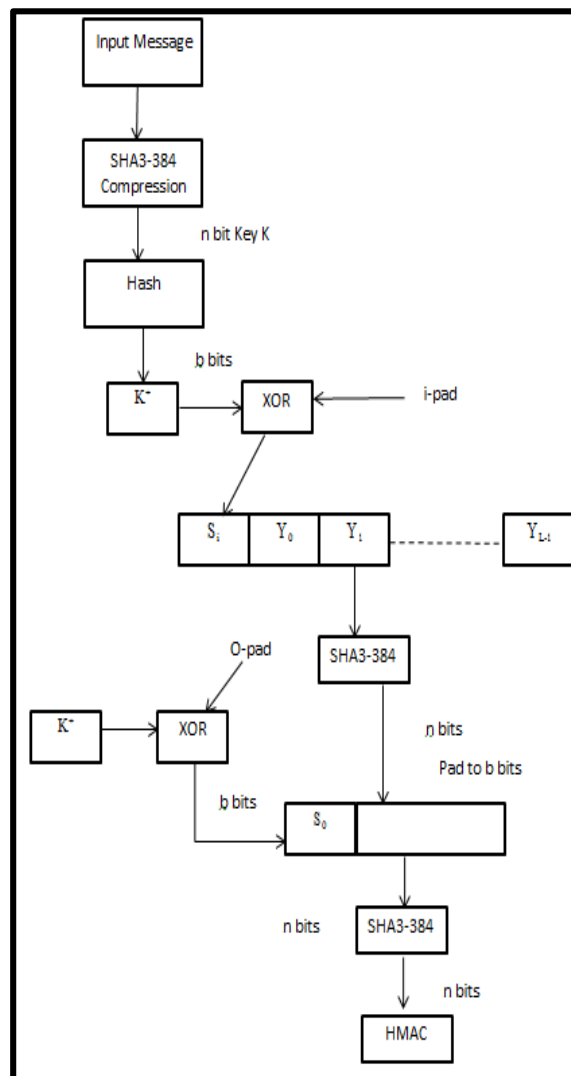 Input Message
SHA3-384
Compression
n bit Key K
Hash
b bits
K⁺
XOR
i-pad
Sᵢ
Y₀
Y₁
Y_L-1
SHA3-384
O-pad
K⁺
XOR
n bits
Pad to b bits
b bits
S₀
n bits
SHA3-384
n bits
HMAC